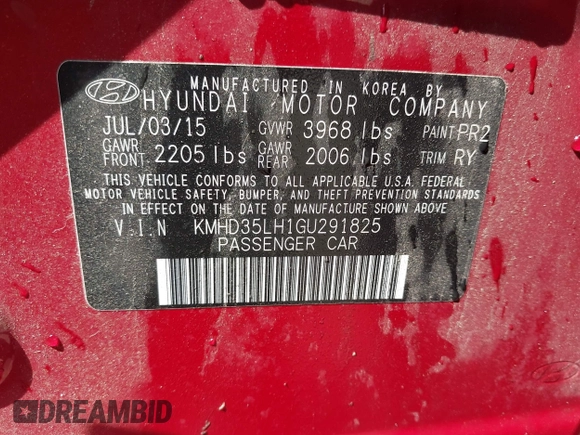 MANUFACTURED IN KOREA BY
HYUNDAI MOTOR COMPANY
JUL/03/15 GVWR 3968 lbs PAINT PR2
GAWR FRONT 2205 lbs GAWR REAR 2006 lbs TRIM RY
THIS VEHICLE CONFORMS TO ALL APPLICABLE U.S.A. FEDERAL
MOTOR VEHICLE SAFETY, BUMPER, AND THEFT PREVENTION STANDARDS
IN EFFECT ON THE DATE OF MANUFACTURE SHOWN ABOVE
V.I.N KMHD35LH1GU291825
PASSENGER CAR
DREAMBID